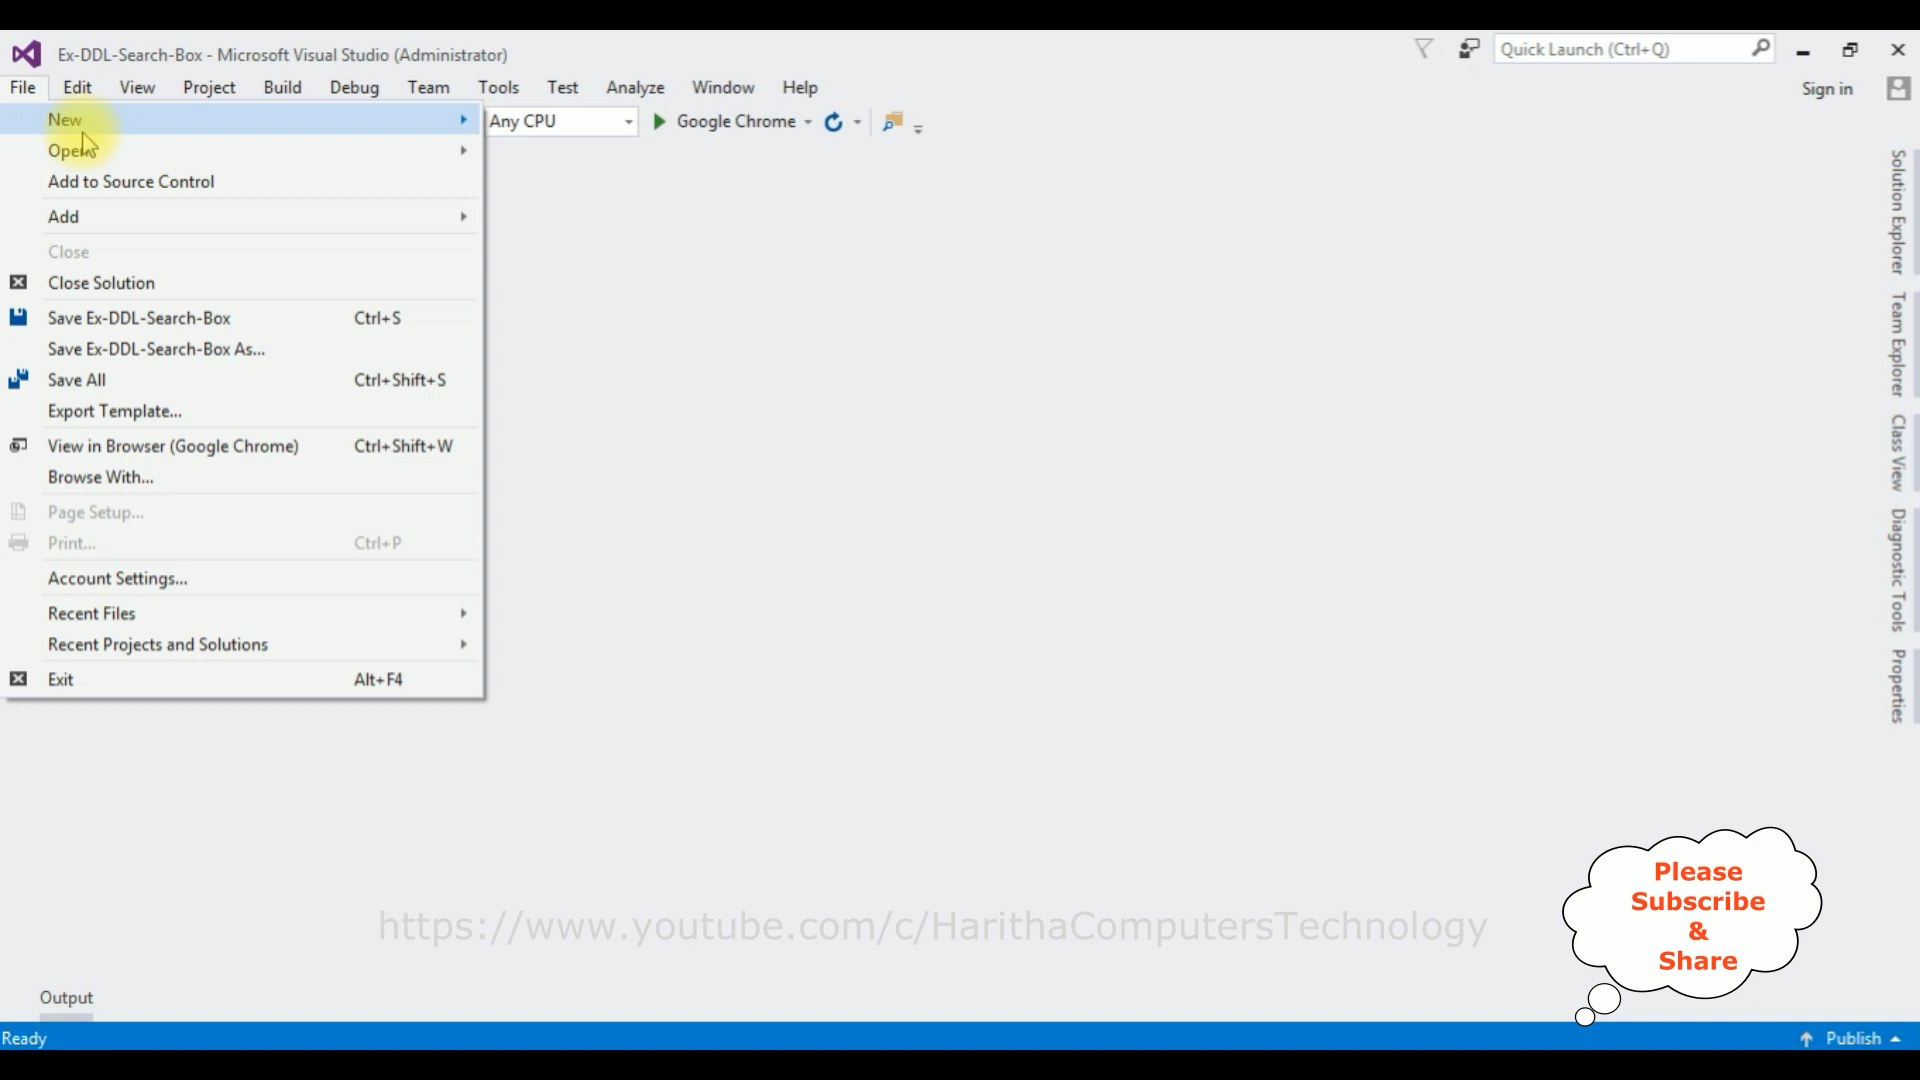 Ex-DDL-Search-Box - Microsoft Visual Studio (Administrator)
Quick Launch (Ctrl+Q)
File Edit View Project Build Debug Team Tools Test Analyze Window Help
Sign in
Any CPU
Google Chrome
New
Open
Add to Source Control
Add
Close
Close Solution
Save Ex-DDL-Search-Box Ctrl+S
Save Ex-DDL-Search-Box As...
Save All Ctrl+Shift+S
Export Template...
View in Browser (Google Chrome) Ctrl+Shift+W
Browse With...
Page Setup...
Print... Ctrl+P
Account Settings...
Recent Files
Recent Projects and Solutions
Exit Alt+F4
Solution Explorer
Team Explorer
Class View
Diagnostic Tools
Properties
Please
Subscribe
&
Share
https://www.youtube.com/c/HarithaComputersTechnology
Output
Ready
Publish